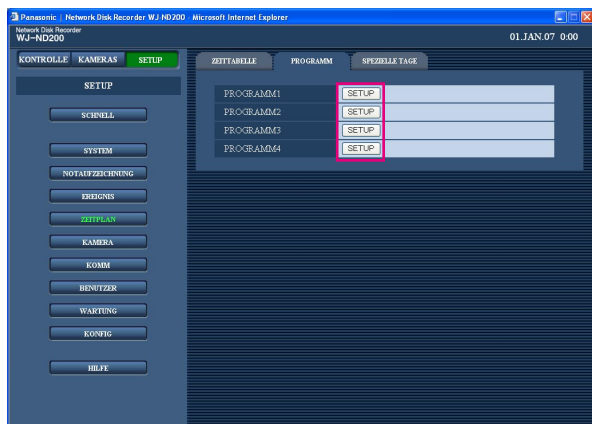 Panasonic | Network Disk Recorder WJ-ND200 - Microsoft Internet Explorer
Network Disk Recorder
WJ-ND200
01.JAN.07 0:00
KONTROLLE KAMERAS SETUP
ZEITTABELLE PROGRAMM SPEZIELLE TAGE
SETUP
SCHNELL
SYSTEM
NOTAUFZEICHNUNG
EREIGNIS
ZEITPLAN
KAMERA
KOMM
BENUTZER
WARTUNG
KONFIG
HILFE
PROGRAMM1 SETUP
PROGRAMM2 SETUP
PROGRAMM3 SETUP
PROGRAMM4 SETUP